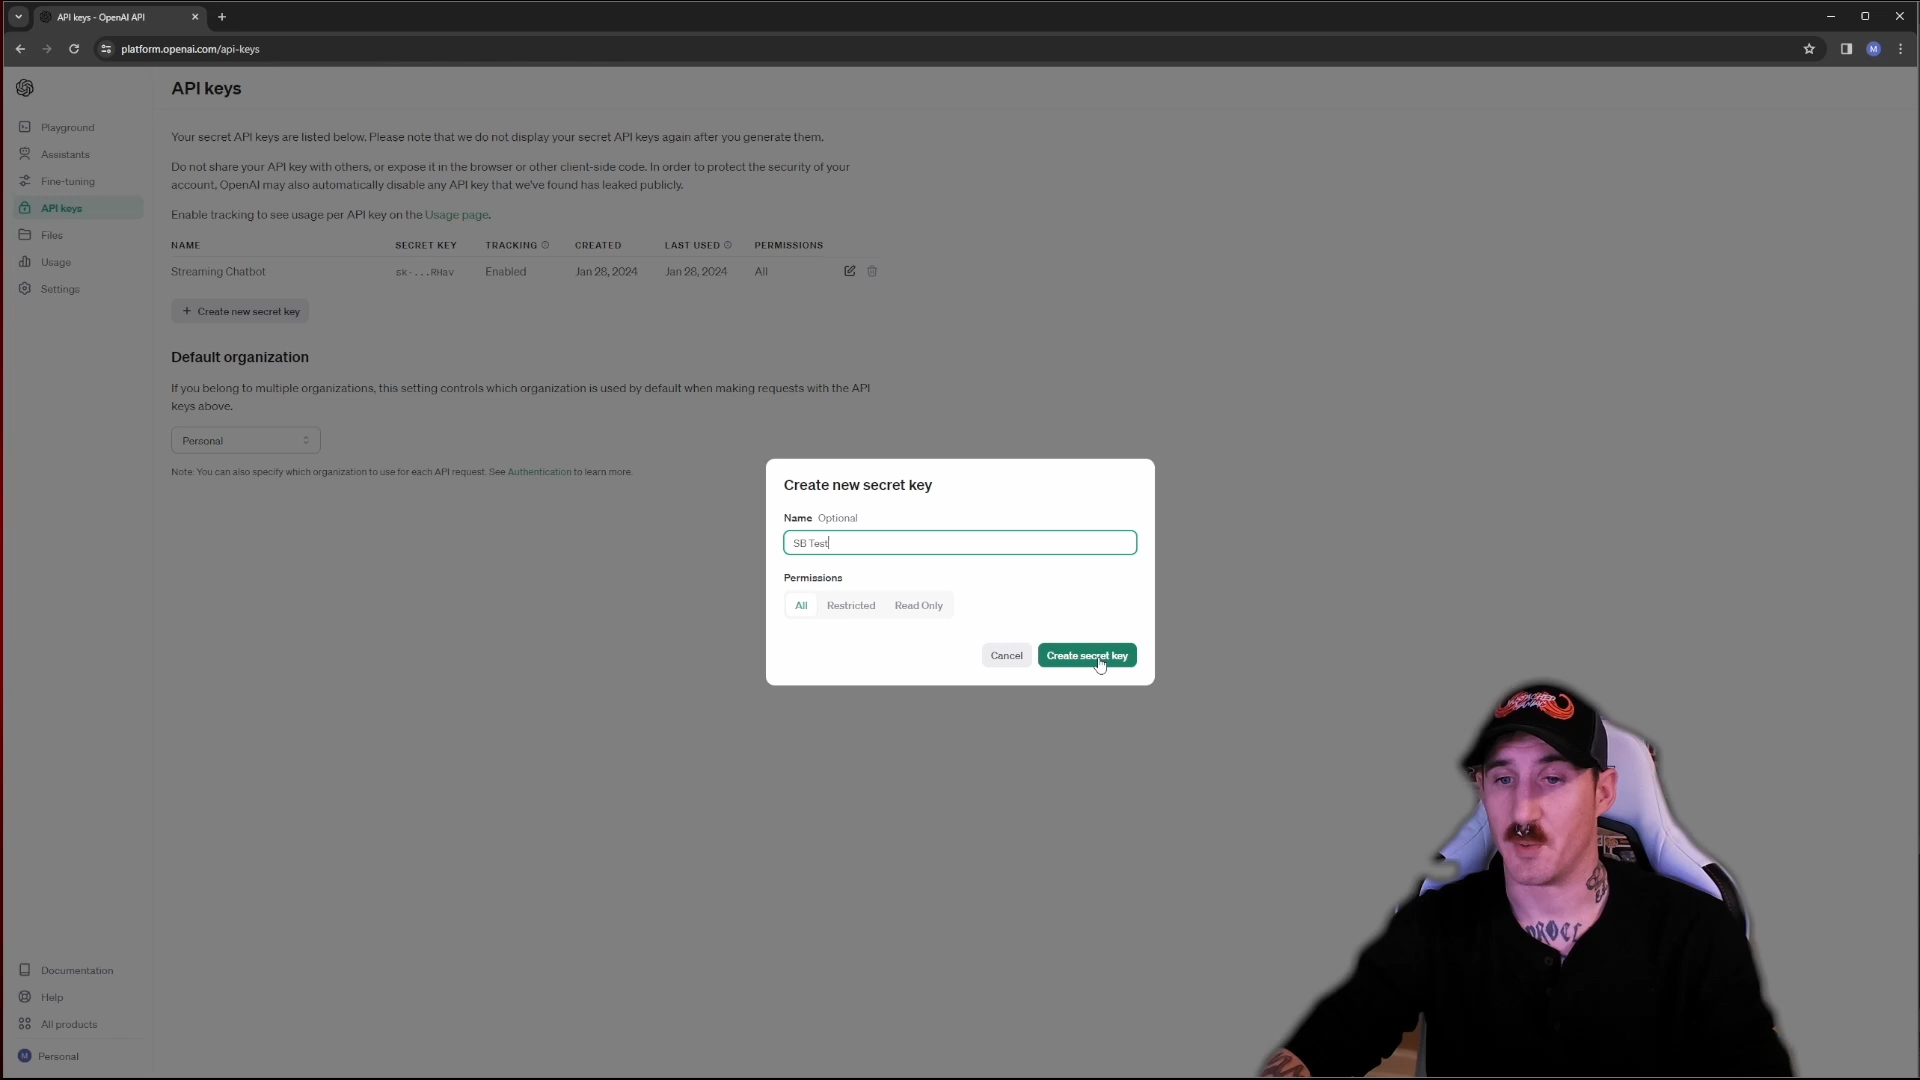 API keys - OpenAI API
platform.openai.com/api-keys
M
API keys
Playground
Assistants
Fine-tuning
API keys
Files
Usage
Settings
Your secret API keys are listed below. Please note that we do not display your secret API keys again after you generate them.
Do not share your API key with others, or expose it in the browser or other client-side code. In order to protect the security of your
account, OpenAI may also automatically disable any API key that we've found has leaked publicly.
Enable tracking to see usage per API key on the Usage page.
NAME SECRET KEY TRACKING CREATED LAST USED PERMISSIONS
Streaming Chatbot sk-...RHav Enabled Jan 28, 2024 Jan 28, 2024 All
+ Create new secret key
Default organization
If you belong to multiple organizations, this setting controls which organization is used by default when making requests with the API
keys above.
Personal
Note: You can also specify which organization to use for each API request. See Authentication to learn more.
Create new secret key
Name Optional
SB Test
Permissions
All Restricted Read Only
Cancel Create secret key
Documentation
Help
All products
M Personal